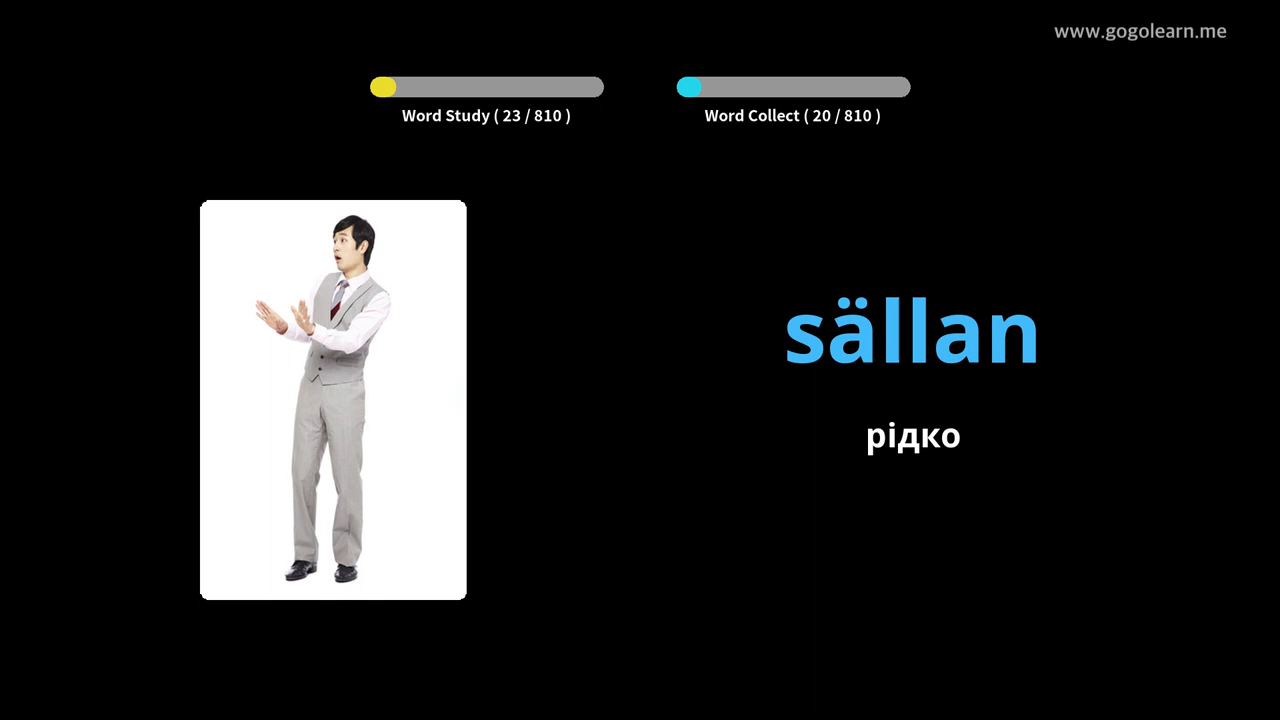 www.gogolearn.me
Word Study ( 23 / 810 )
Word Collect ( 20 / 810 )
sällan
рідко